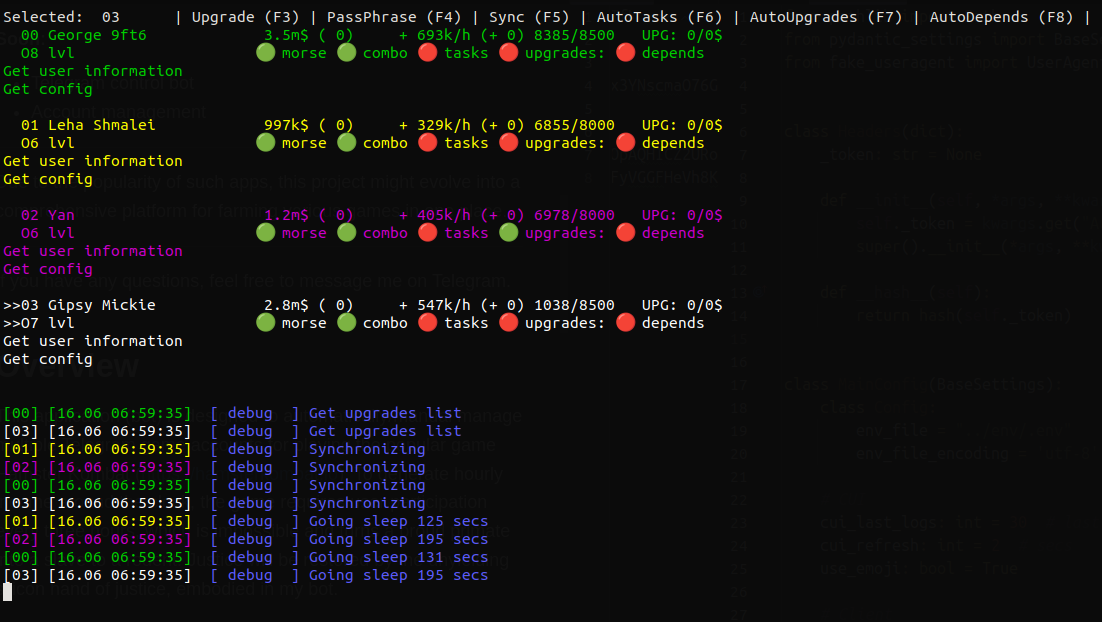 Selected:  03      | Upgrade (F3) | PassPhrase (F4) | Sync (F5) | AutoTasks (F6) | AutoUpgrades (F7) | AutoDepends (F8) |
00 George 9ft6             3.5m$ ( 0)     + 693k/h (+ 0) 8385/8500   UPG: 0/0$
O8 lvl                    🟢 morse 🟢 combo 🔴 tasks 🔴 upgrades: 🔴 depends
Get user information
Get config
01 Leha Shmalei            997k$ ( 0)     + 329k/h (+ 0) 6855/8000   UPG: 0/0$
O6 lvl                    🟢 morse 🟢 combo 🔴 tasks 🔴 upgrades: 🔴 depends
Get user information
Get config
02 Yan                     1.2m$ ( 0)     + 405k/h (+ 0) 6978/8000   UPG: 0/0$
O6 lvl                    🟢 morse 🟢 combo 🔴 tasks 🟢 upgrades: 🔴 depends
Get user information
Get config
>>03 Gipsy Mickie            2.8m$ ( 0)     + 547k/h (+ 0) 1038/8500   UPG: 0/0$
>>O7 lvl                    🟢 morse 🟢 combo 🔴 tasks 🔴 upgrades: 🔴 depends
Get user information
Get config
[00] [16.06 06:59:35]  [ debug  ] Get upgrades list
[03] [16.06 06:59:35]  [ debug  ] Get upgrades list
[01] [16.06 06:59:35]  [ debug  ] Synchronizing
[02] [16.06 06:59:35]  [ debug  ] Synchronizing
[00] [16.06 06:59:35]  [ debug  ] Synchronizing
[03] [16.06 06:59:35]  [ debug  ] Synchronizing
[01] [16.06 06:59:35]  [ debug  ] Going sleep 125 secs
[02] [16.06 06:59:35]  [ debug  ] Going sleep 195 secs
[00] [16.06 06:59:35]  [ debug  ] Going sleep 131 secs
[03] [16.06 06:59:35]  [ debug  ] Going sleep 195 secs